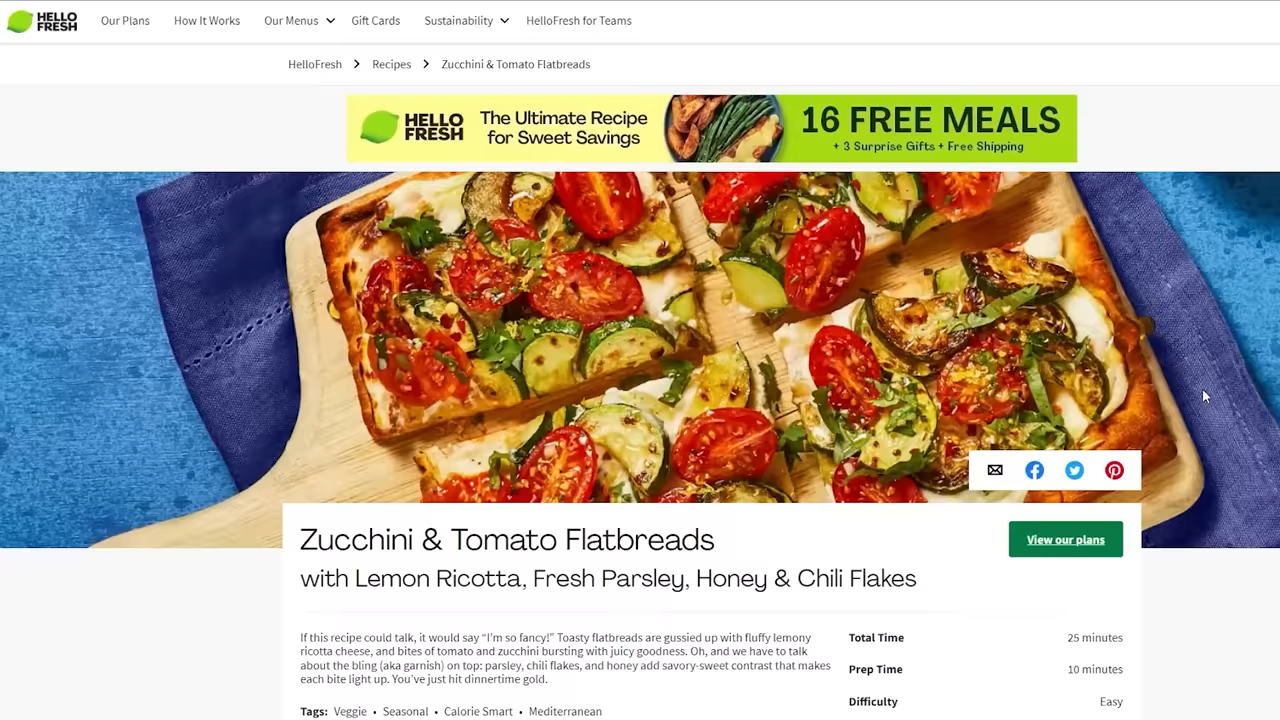 HELLO
FRESH
Our Plans
How It Works
Our Menus
Gift Cards
Sustainability
HelloFresh for Teams
HelloFresh
Recipes
Zucchini & Tomato Flatbreads
HELLO
FRESH
The Ultimate Recipe
for Sweet Savings
16 FREE MEALS
+ 3 Surprise Gifts + Free Shipping
Zucchini & Tomato Flatbreads
View our plans
with Lemon Ricotta, Fresh Parsley, Honey & Chili Flakes
If this recipe could talk, it would say “I’m so fancy!” Toasty flatbreads are gussied up with fluffy lemony
ricotta cheese, and bites of tomato and zucchini bursting with juicy goodness. Oh, and we have to talk
about the bling (aka garnish) on top: parsley, chili flakes, and honey add savory-sweet contrast that makes
each bite light up. You’ve just hit dinnertime gold.
Tags: Veggie • Seasonal • Calorie Smart • Mediterranean
Total Time 25 minutes
Prep Time 10 minutes
Difficulty Easy